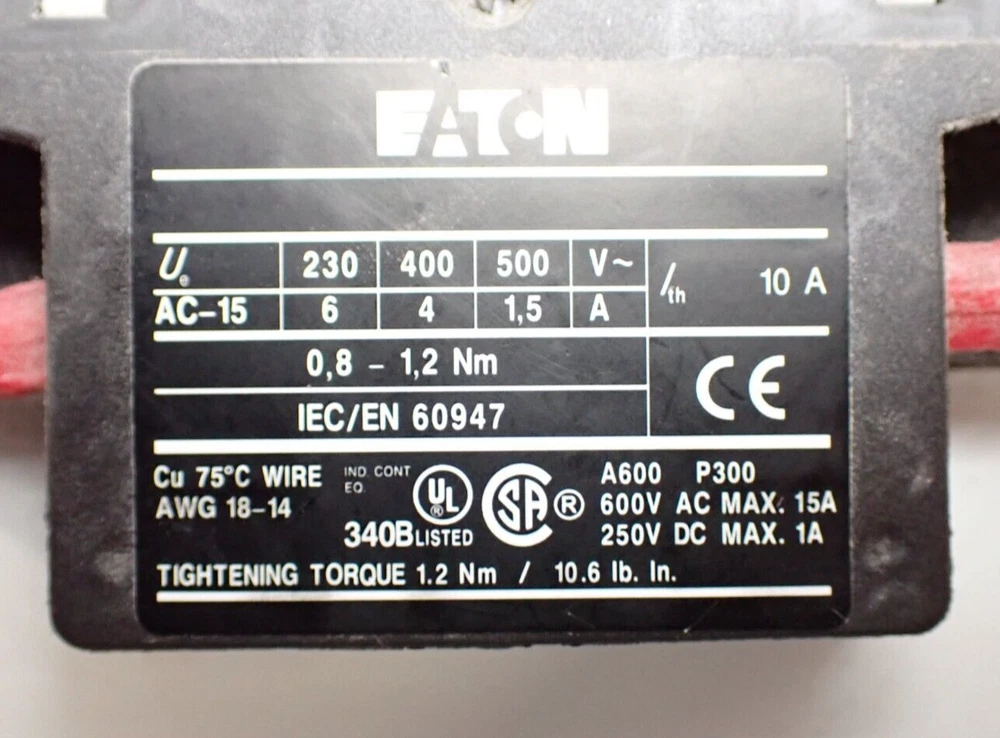 EATON
Ue 230 400 500 V~
AC-15 6 4 1,5 A
Ith 10 A
0,8 - 1,2 Nm
IEC/EN 60947
CE
Cu 75°C WIRE
AWG 18-14
IND. CONT
EQ.
UL ®
340B LISTED
SA ®
A600 P300
600V AC MAX. 15A
250V DC MAX. 1A
TIGHTENING TORQUE 1.2 Nm / 10.6 lb. In.